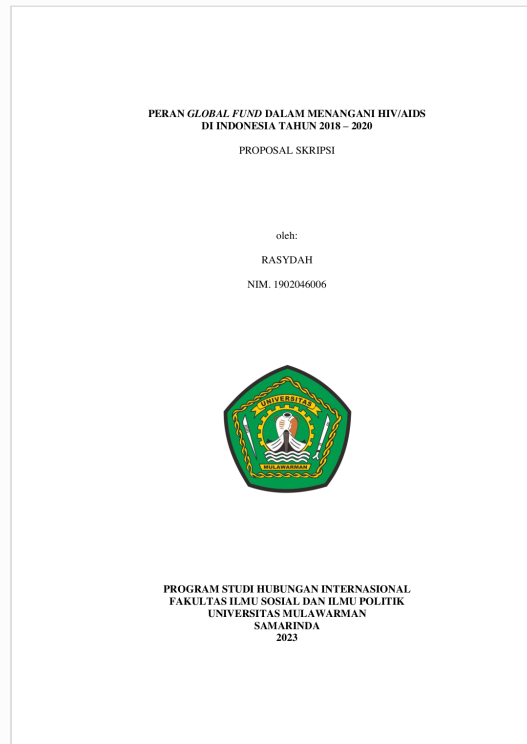 PERAN GLOBAL FUND DALAM MENANGANI HIV/AIDS
DI INDONESIA TAHUN 2018 – 2020
PROPOSAL SKRIPSI
oleh:
RASYDAH
NIM. 1902046006
UNIVERSITAS
MULAWARMAN
PROGRAM STUDI HUBUNGAN INTERNASIONAL
FAKULTAS ILMU SOSIAL DAN ILMU POLITIK
UNIVERSITAS MULAWARMAN
SAMARINDA
2023